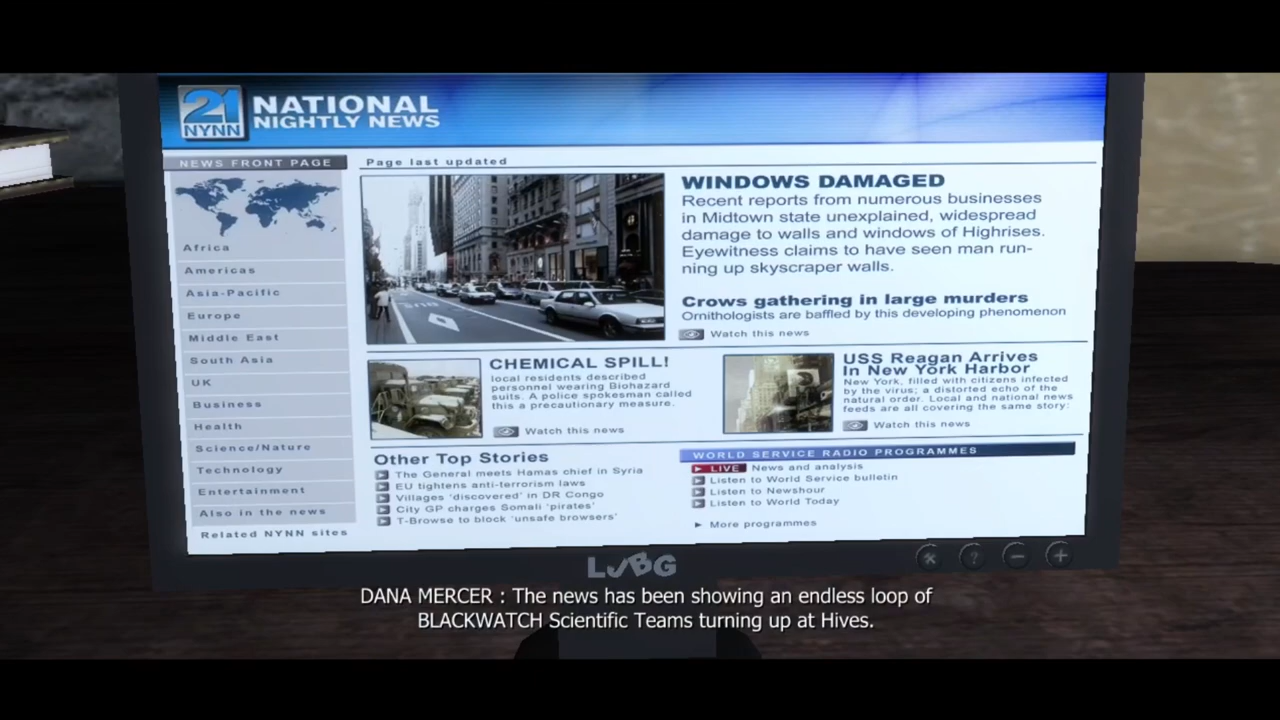 21
NYNN
NATIONAL
NIGHTLY NEWS
NEWS FRONT PAGE
Africa
Americas
Asia-Pacific
Europe
Middle East
South Asia
UK
Business
Health
Science/Nature
Technology
Entertainment
Also in the news
Related NYNN sites
Page last updated
WINDOWS DAMAGED
Recent reports from numerous businesses
in Midtown state unexplained, widespread
damage to walls and windows of Highrises.
Eyewitness claims to have seen man run-
ning up skyscraper walls.
Crows gathering in large murders
Ornithologists are baffled by this developing phenomenon
Watch this news
CHEMICAL SPILL!
local residents described
personnel wearing Biohazard
suits. A police spokesman called
this a precautionary measure.
Watch this news
USS Reagan Arrives
In New York Harbor
New York, filled with citizens infected
by the virus; a distorted echo of the
natural order. Local and national news
feeds are all covering the same story:
Watch this news
Other Top Stories
The General meets Hamas chief in Syria
EU tightens anti-terrorism laws
Villages 'discovered' in DR Congo
City GP charges Somali 'pirates'
T-Browse to block 'unsafe browsers'
WORLD SERVICE RADIO PROGRAMMES
LIVE News and analysis
Listen to World Service bulletin
Listen to Newshour
Listen to World Today
More programmes
L√BG
DANA MERCER : The news has been showing an endless loop of
BLACKWATCH Scientific Teams turning up at Hives.